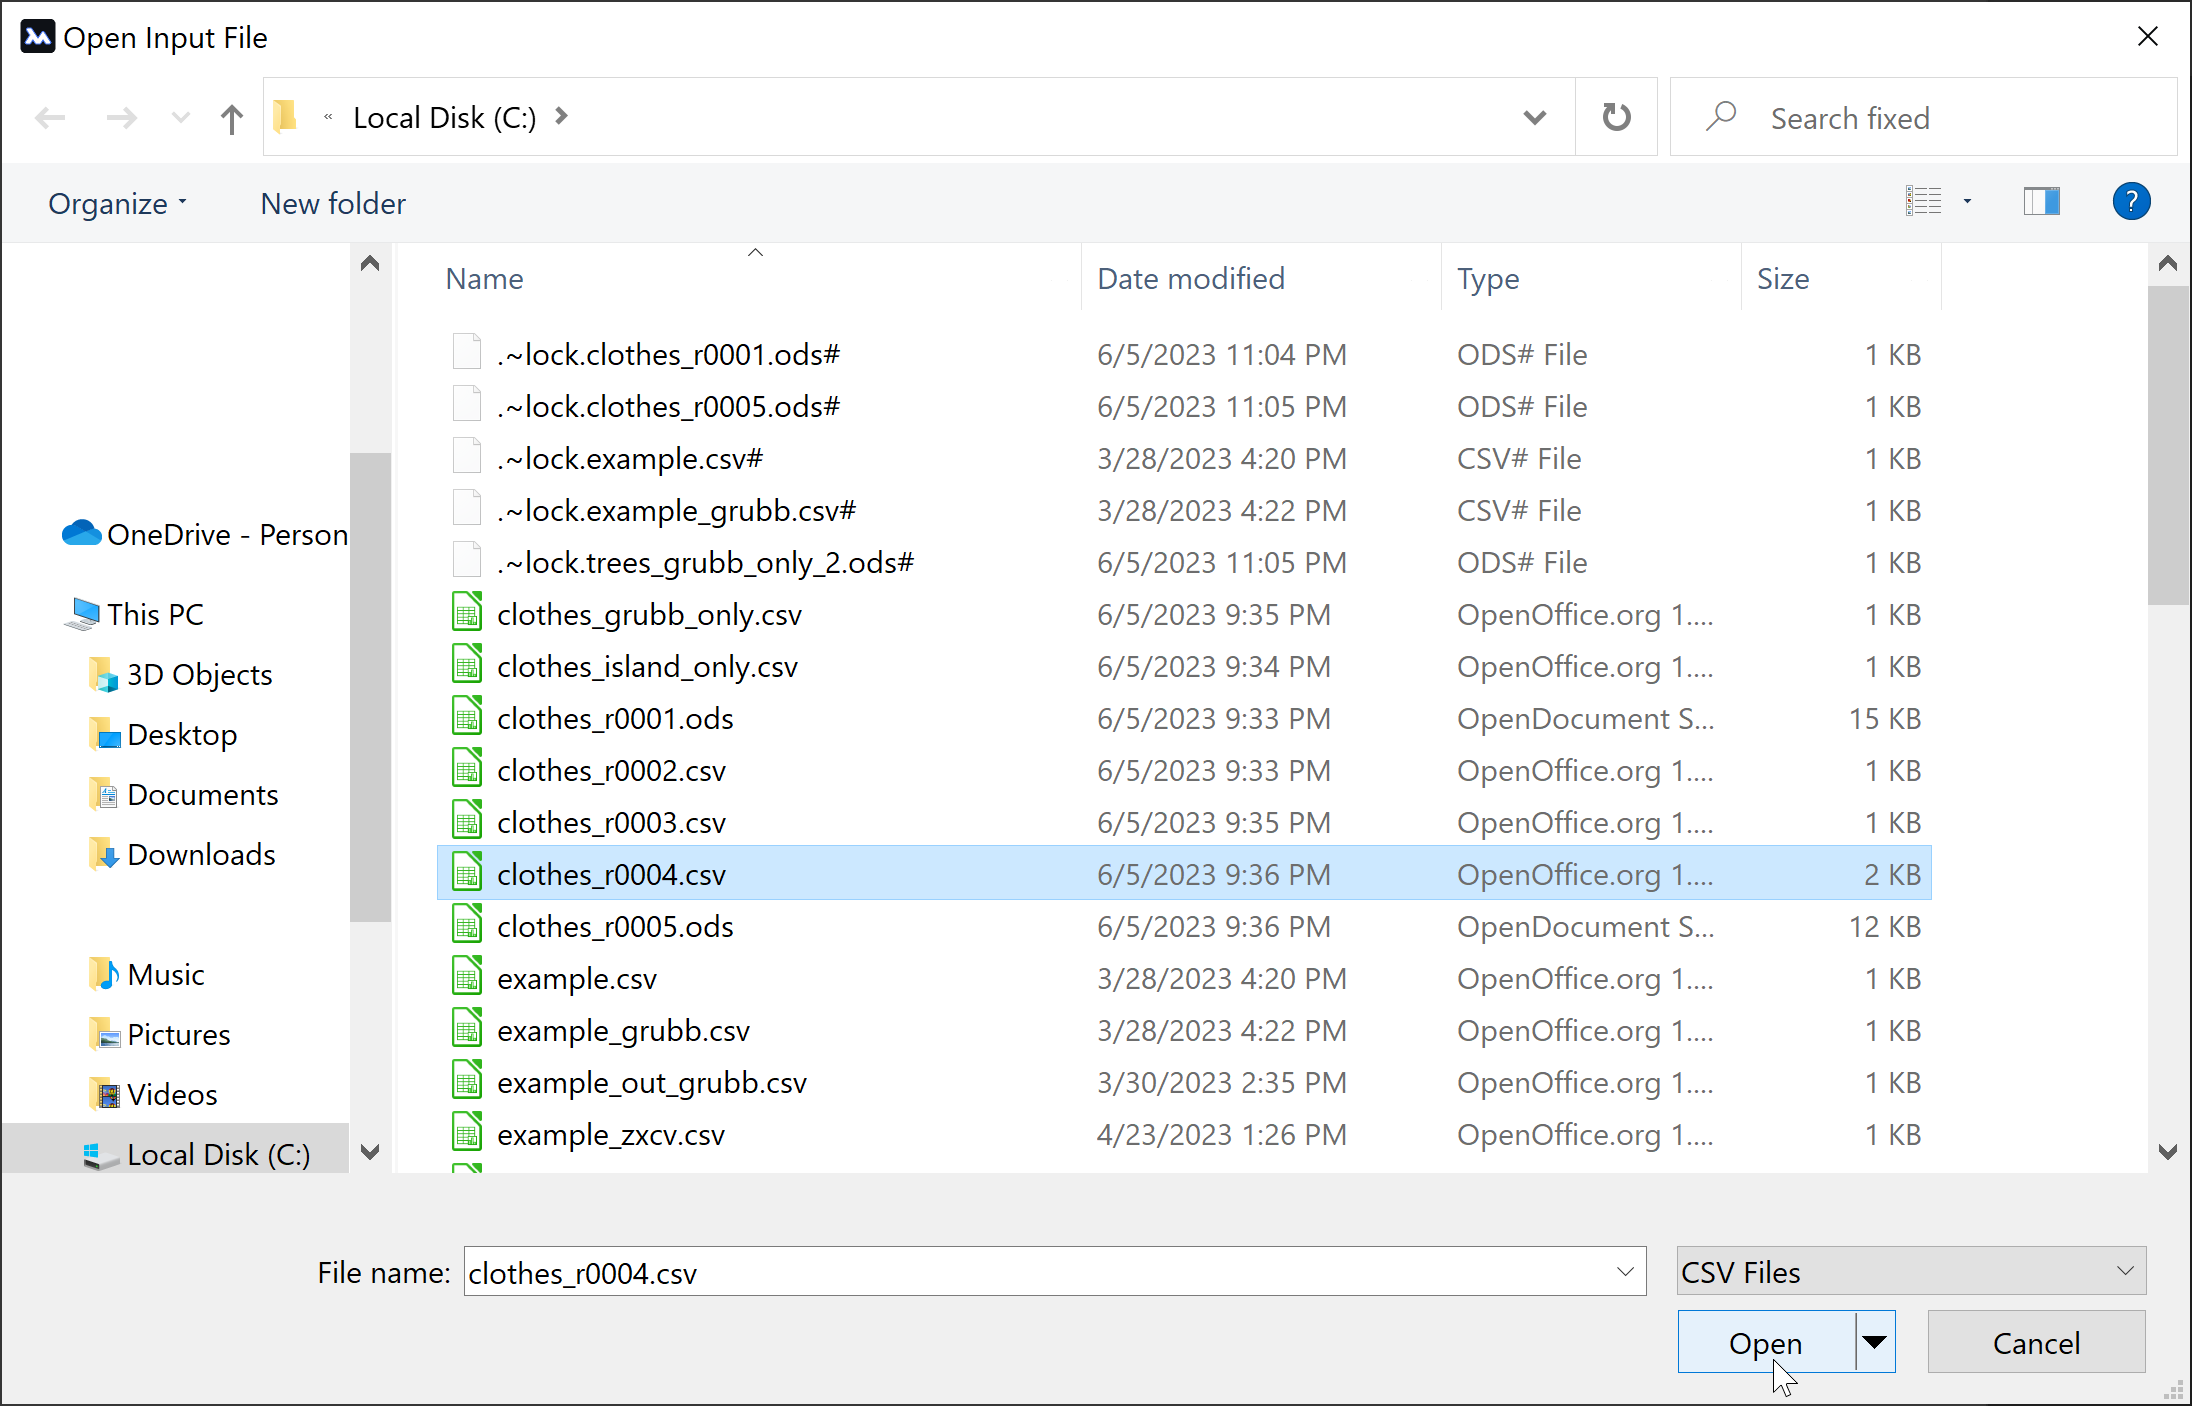 Open Input File
« Local Disk (C:)
Search fixed
Organize
New folder
?
Name Date modified Type Size
.~lock.clothes_r0001.ods# 6/5/2023 11:04 PM ODS# File 1 KB
.~lock.clothes_r0005.ods# 6/5/2023 11:05 PM ODS# File 1 KB
.~lock.example.csv# 3/28/2023 4:20 PM CSV# File 1 KB
.~lock.example_grubb.csv# 3/28/2023 4:22 PM CSV# File 1 KB
.~lock.trees_grubb_only_2.ods# 6/5/2023 11:05 PM ODS# File 1 KB
clothes_grubb_only.csv 6/5/2023 9:35 PM OpenOffice.org 1.... 1 KB
clothes_island_only.csv 6/5/2023 9:34 PM OpenOffice.org 1.... 1 KB
clothes_r0001.ods 6/5/2023 9:33 PM OpenDocument S... 15 KB
clothes_r0002.csv 6/5/2023 9:33 PM OpenOffice.org 1.... 1 KB
clothes_r0003.csv 6/5/2023 9:35 PM OpenOffice.org 1.... 1 KB
clothes_r0004.csv 6/5/2023 9:36 PM OpenOffice.org 1.... 2 KB
clothes_r0005.ods 6/5/2023 9:36 PM OpenDocument S... 12 KB
example.csv 3/28/2023 4:20 PM OpenOffice.org 1.... 1 KB
example_grubb.csv 3/28/2023 4:22 PM OpenOffice.org 1.... 1 KB
example_out_grubb.csv 3/30/2023 2:35 PM OpenOffice.org 1.... 1 KB
example_zxcv.csv 4/23/2023 1:26 PM OpenOffice.org 1.... 1 KB
OneDrive - Person
This PC
3D Objects
Desktop
Documents
Downloads
Music
Pictures
Videos
Local Disk (C:)
File name: clothes_r0004.csv
CSV Files
Open
Cancel